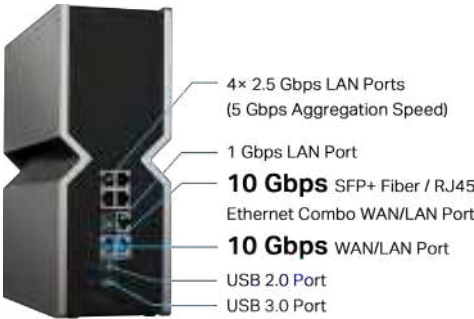 4× 2.5 Gbps LAN Ports
(5 Gbps Aggregation Speed)
1 Gbps LAN Port
10 Gbps SFP+ Fiber / RJ45
Ethernet Combo WAN/LAN Port
10 Gbps WAN/LAN Port
USB 2.0 Port
USB 3.0 Port